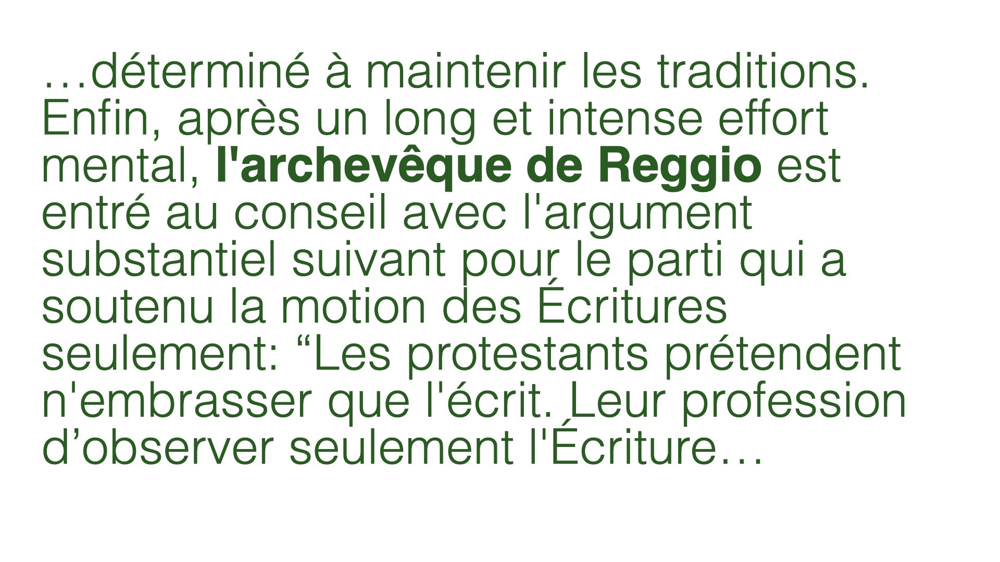 …déterminé à maintenir les traditions.
Enfin, après un long et intense effort
mental, l'archevêque de Reggio est
entré au conseil avec l'argument
substantiel suivant pour le parti qui a
soutenu la motion des Écritures
seulement: “Les protestants prétendent
n'embrasser que l'écrit. Leur profession
d’observer seulement l'Écriture…